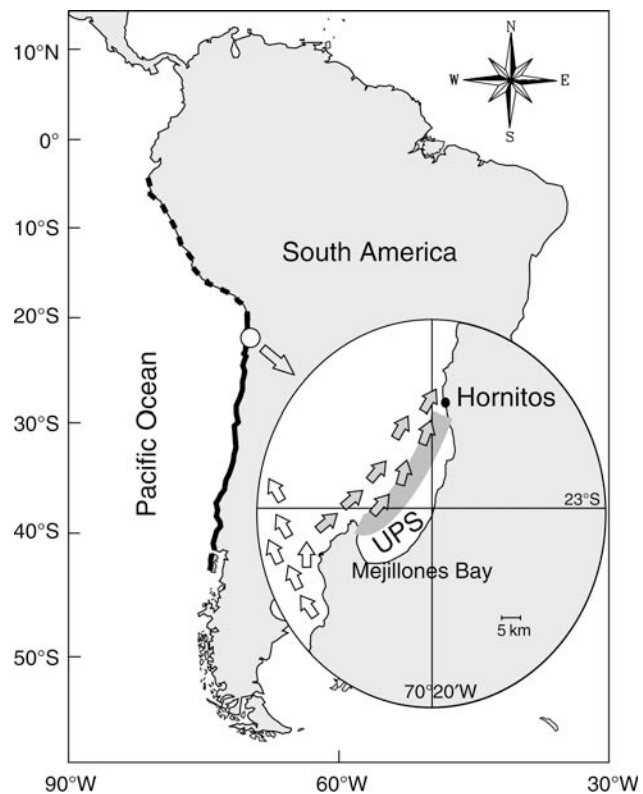 N
W E
S
10°N
0°
10°S
20°S
30°S
40°S
50°S
90°W
60°W
30°W
South America
Pacific Ocean
Hornitos
23°S
UPS
Mejillones Bay
5 km
70°20'W